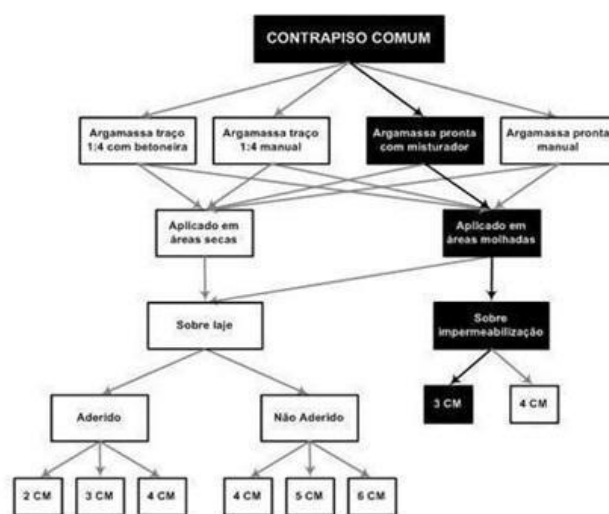 CONTRAPISO COMUM
Argamassa traço
1:4 com betoneira
Argamassa traço
1:4 manual
Argamassa pronta
com misturador
Argamassa pronta
manual
Aplicado em
áreas secas
Aplicado em
áreas molhadas
Sobre laje
Sobre
impermeabilização
Aderido
Não Aderido
3 CM
4 CM
2 CM
3 CM
4 CM
4 CM
5 CM
6 CM